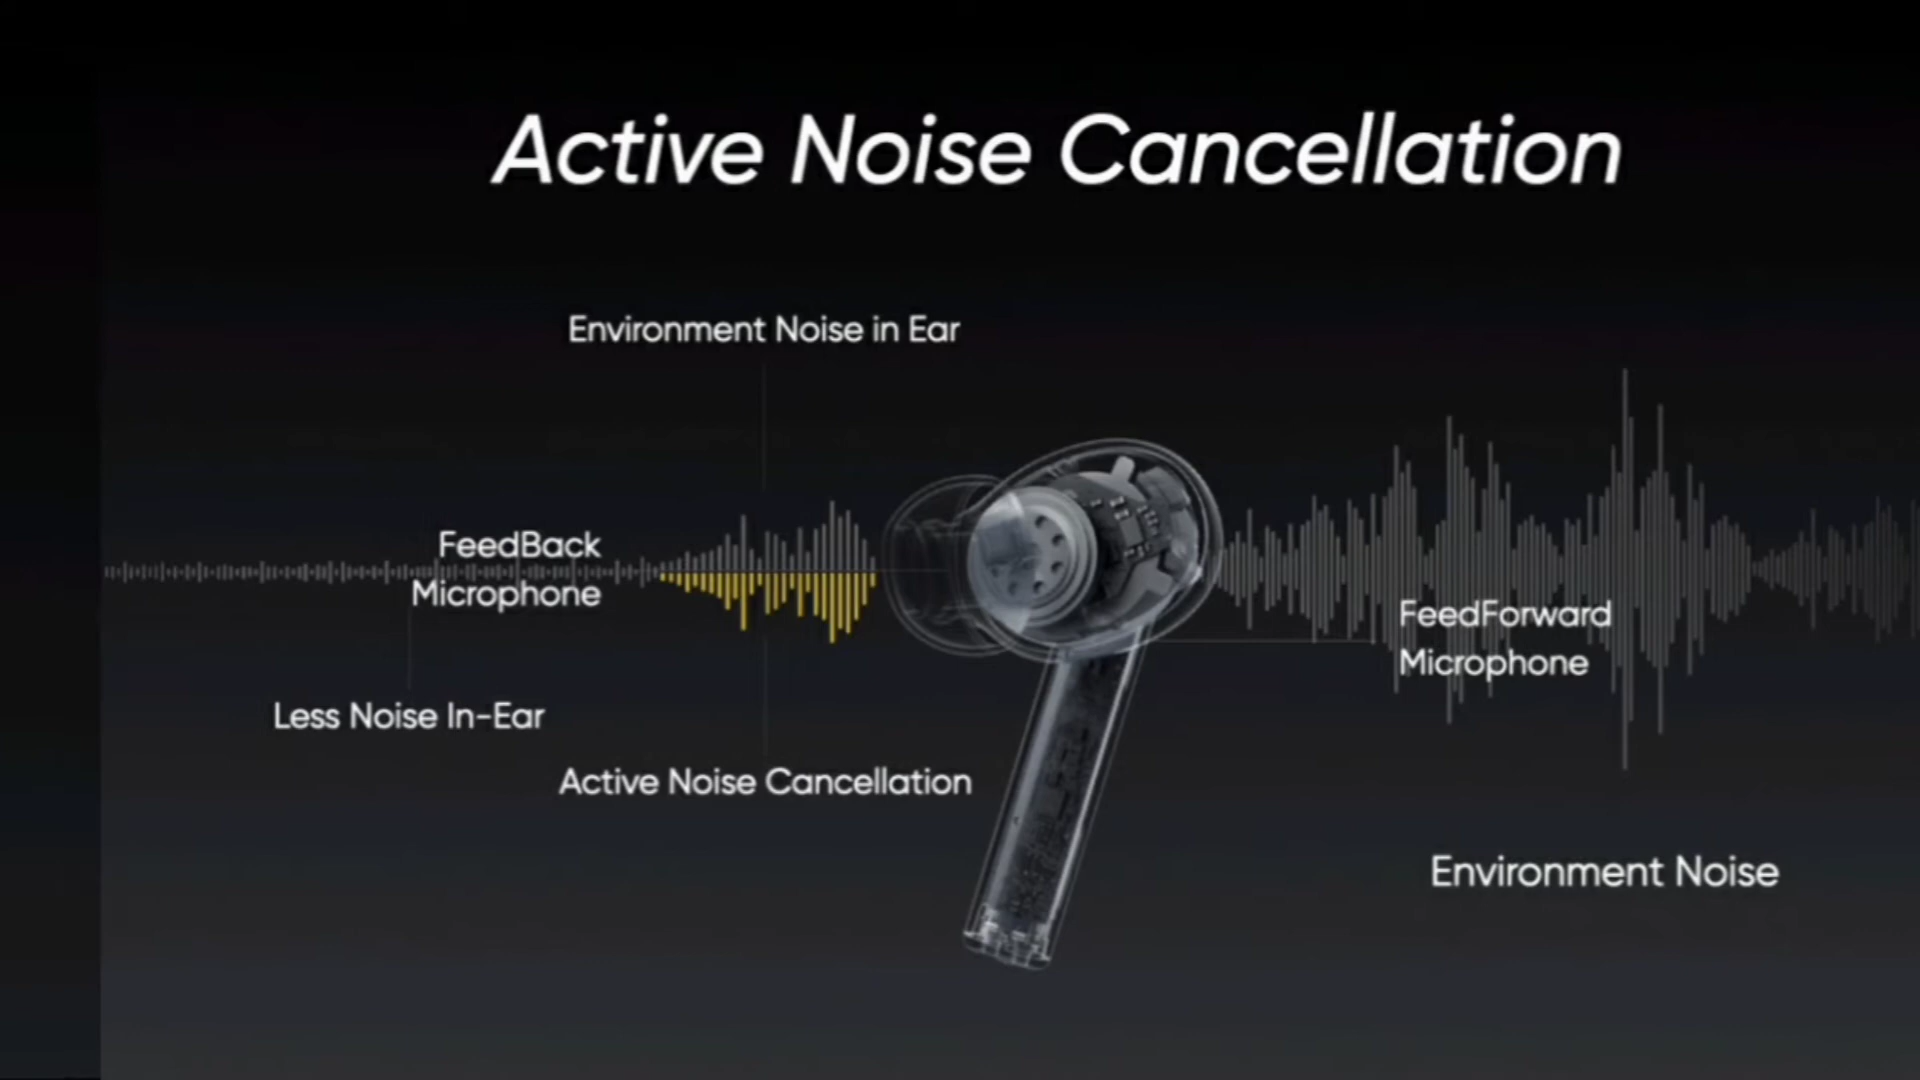 Active Noise Cancellation
Environment Noise in Ear
FeedBack
Microphone
FeedForward
Microphone
Less Noise In-Ear
Active Noise Cancellation
Environment Noise